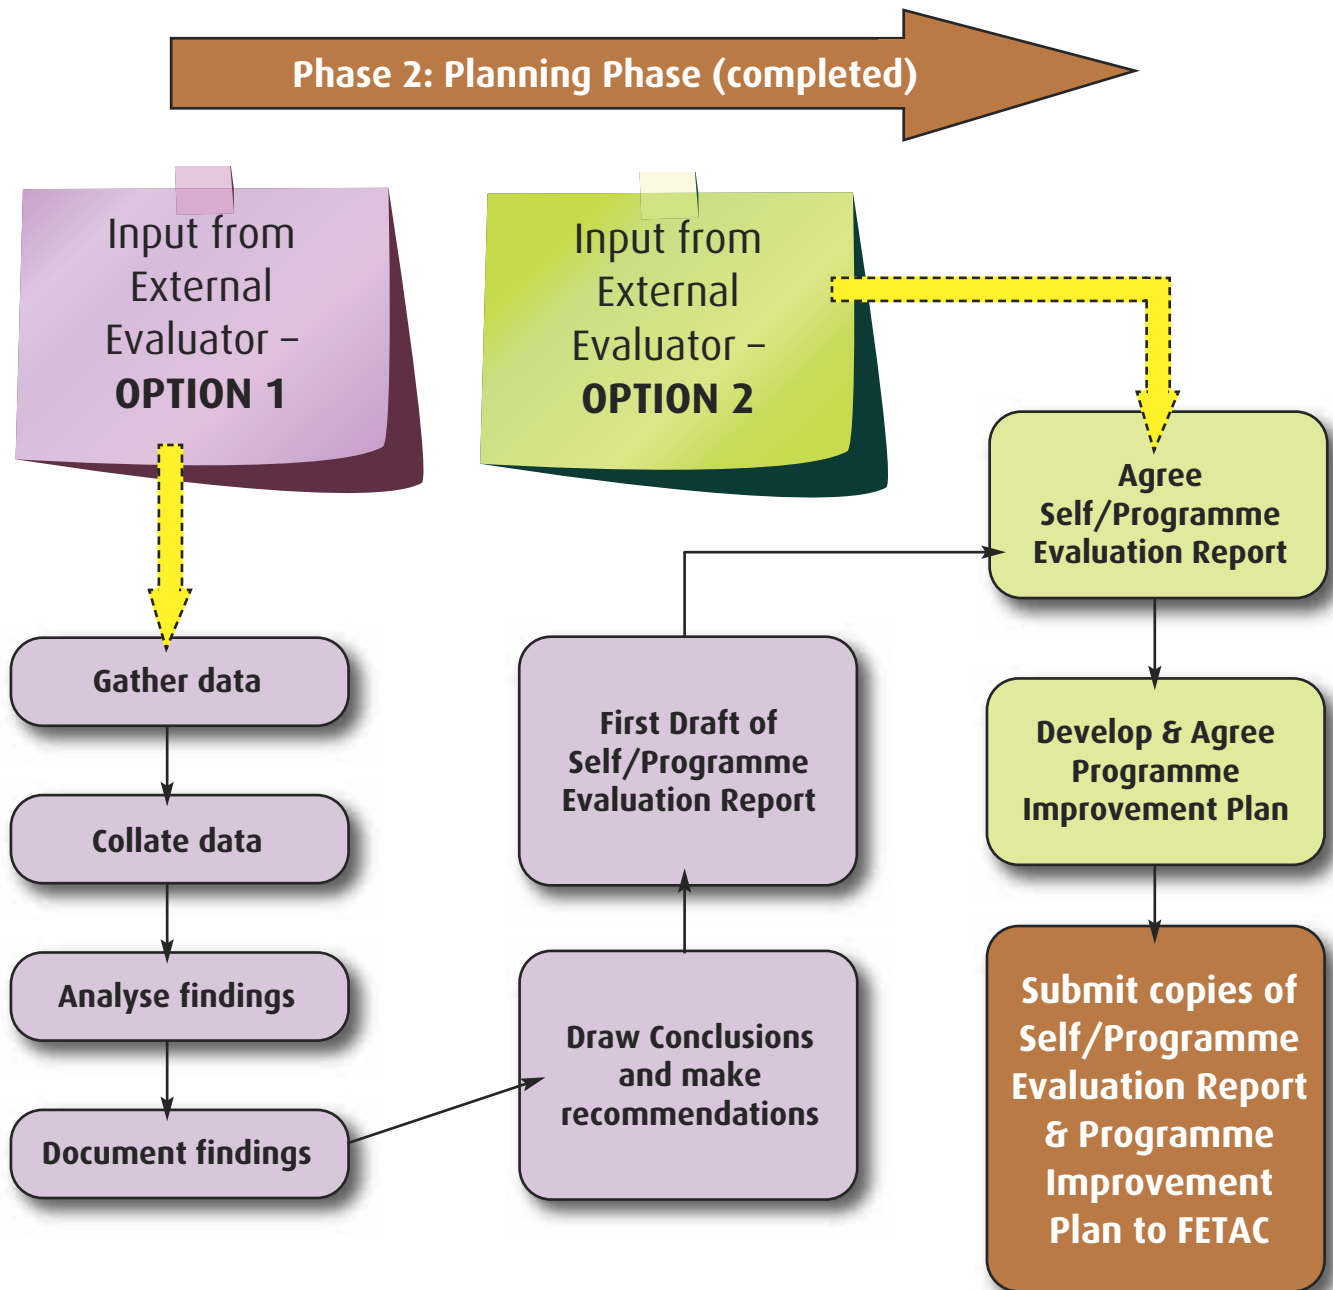 Phase 2: Planning Phase (completed)
Input from
External
Evaluator –
OPTION 1
Input from
External
Evaluator –
OPTION 2
Gather data
Collate data
Analyse findings
Document findings
Draw Conclusions
and make
recommendations
First Draft of
Self/Programme
Evaluation Report
Agree
Self/Programme
Evaluation Report
Develop & Agree
Programme
Improvement Plan
Submit copies of
Self/Programme
Evaluation Report
& Programme
Improvement
Plan to FETAC